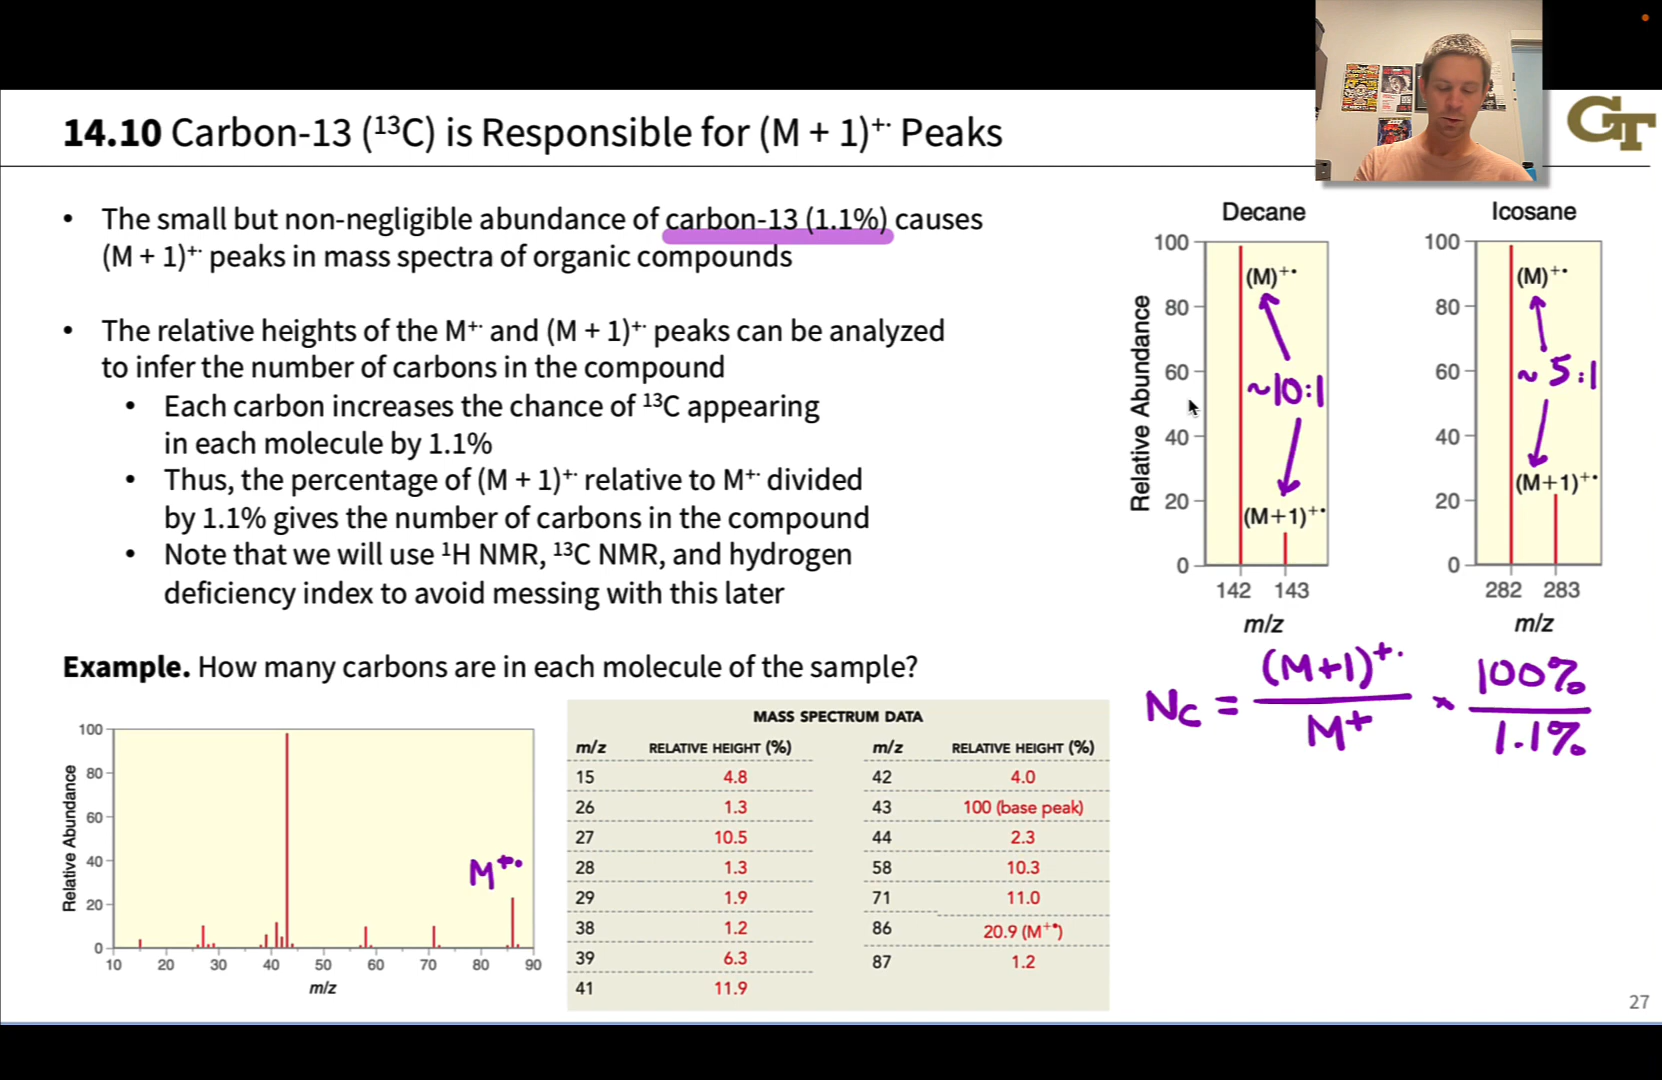 14.10 Carbon-13 (¹³C) is Responsible for (M + 1)⁺· Peaks
GT
• The small but non-negligible abundance of carbon-13 (1.1%) causes
(M + 1)⁺· peaks in mass spectra of organic compounds
• The relative heights of the M⁺· and (M + 1)⁺· peaks can be analyzed
to infer the number of carbons in the compound
• Each carbon increases the chance of ¹³C appearing
in each molecule by 1.1%
• Thus, the percentage of (M + 1)⁺· relative to M⁺· divided
by 1.1% gives the number of carbons in the compound
• Note that we will use ¹H NMR, ¹³C NMR, and hydrogen
deficiency index to avoid messing with this later
Decane
Relative Abundance
100
80
60
40
20
0
(M)⁺•
~10:1
(M+1)⁺•
142 143
m/z
Icosane
100
80
60
40
20
0
(M)⁺•
~ 5:1
(M+1)⁺•
282 283
m/z
Nc = (M+1)⁺· / M⁺ × 100% / 1.1%
Example. How many carbons are in each molecule of the sample?
Relative Abundance
100
80
60
40
20
0
M⁺•
10 20 30 40 50 60 70 80 90
m/z
MASS SPECTRUM DATA
m/z RELATIVE HEIGHT (%) m/z RELATIVE HEIGHT (%)
15 4.8 42 4.0
26 1.3 43 100 (base peak)
27 10.5 44 2.3
28 1.3 58 10.3
29 1.9 71 11.0
38 1.2 86 20.9 (M⁺•)
39 6.3 87 1.2
41 11.9
27